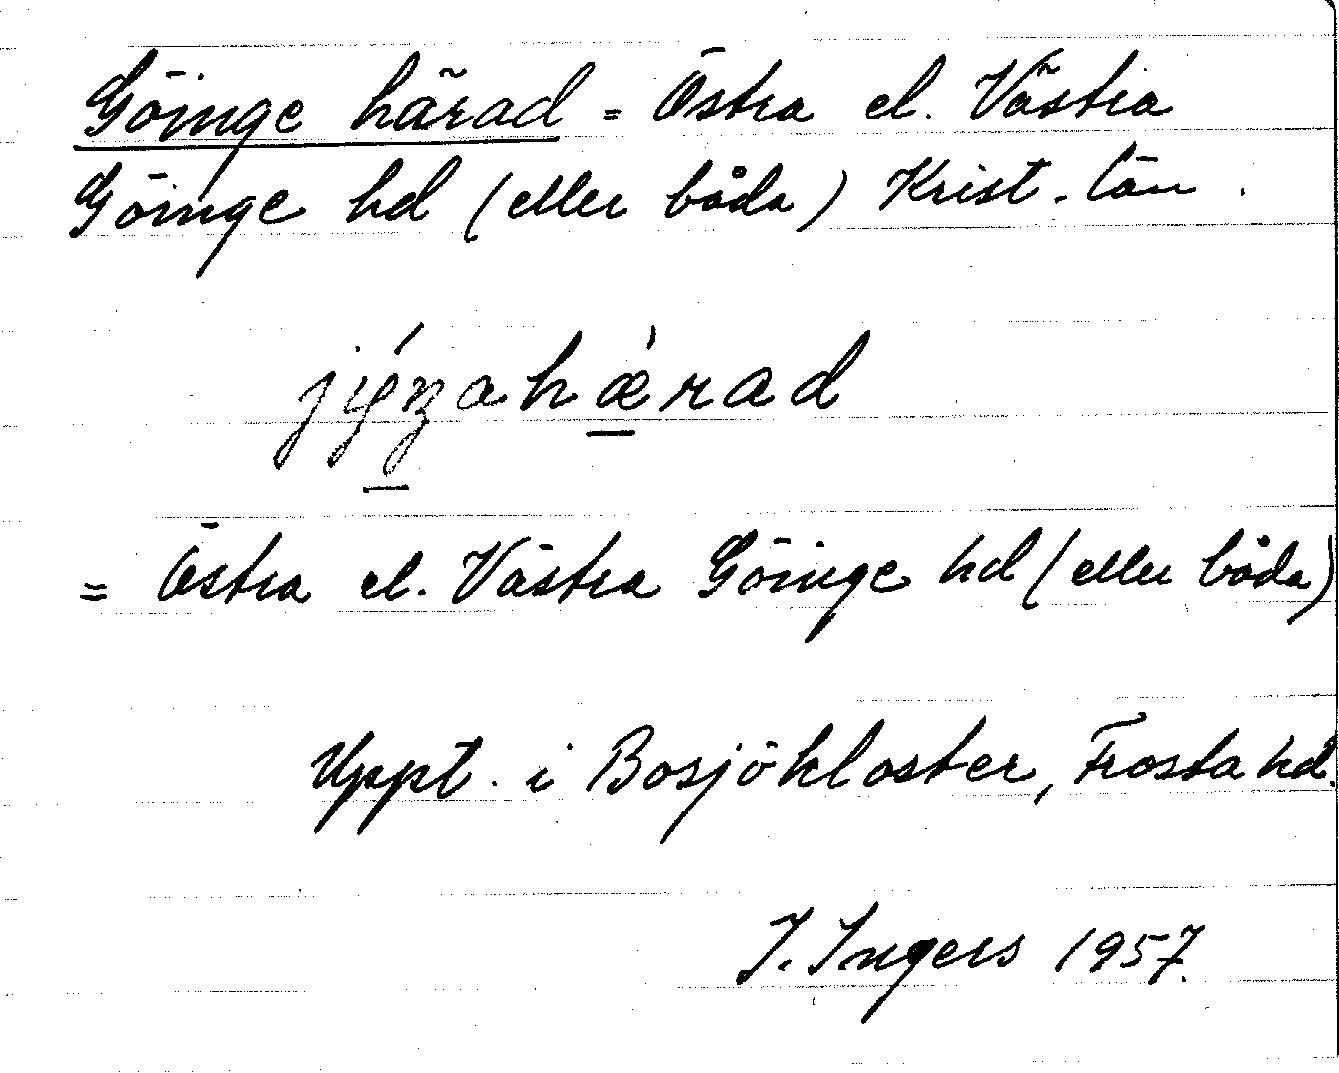 Göinge härad = Östra el. Västra
Göinge hd (eller båda) Krist. län.
= Östra el. Västra Göinge hd (eller båda)
Uppt. i Bosjökloster, Frosta hd.
I. Ingers 1957.